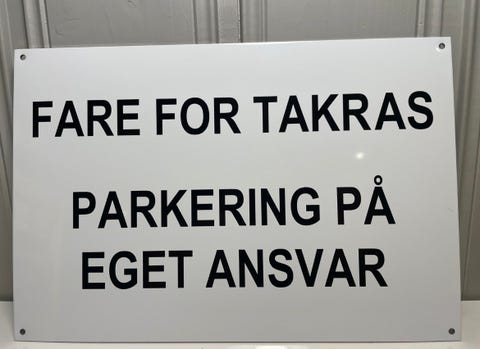 FARE FOR TAKRAS
PARKERING PÅ
EGET ANSVAR